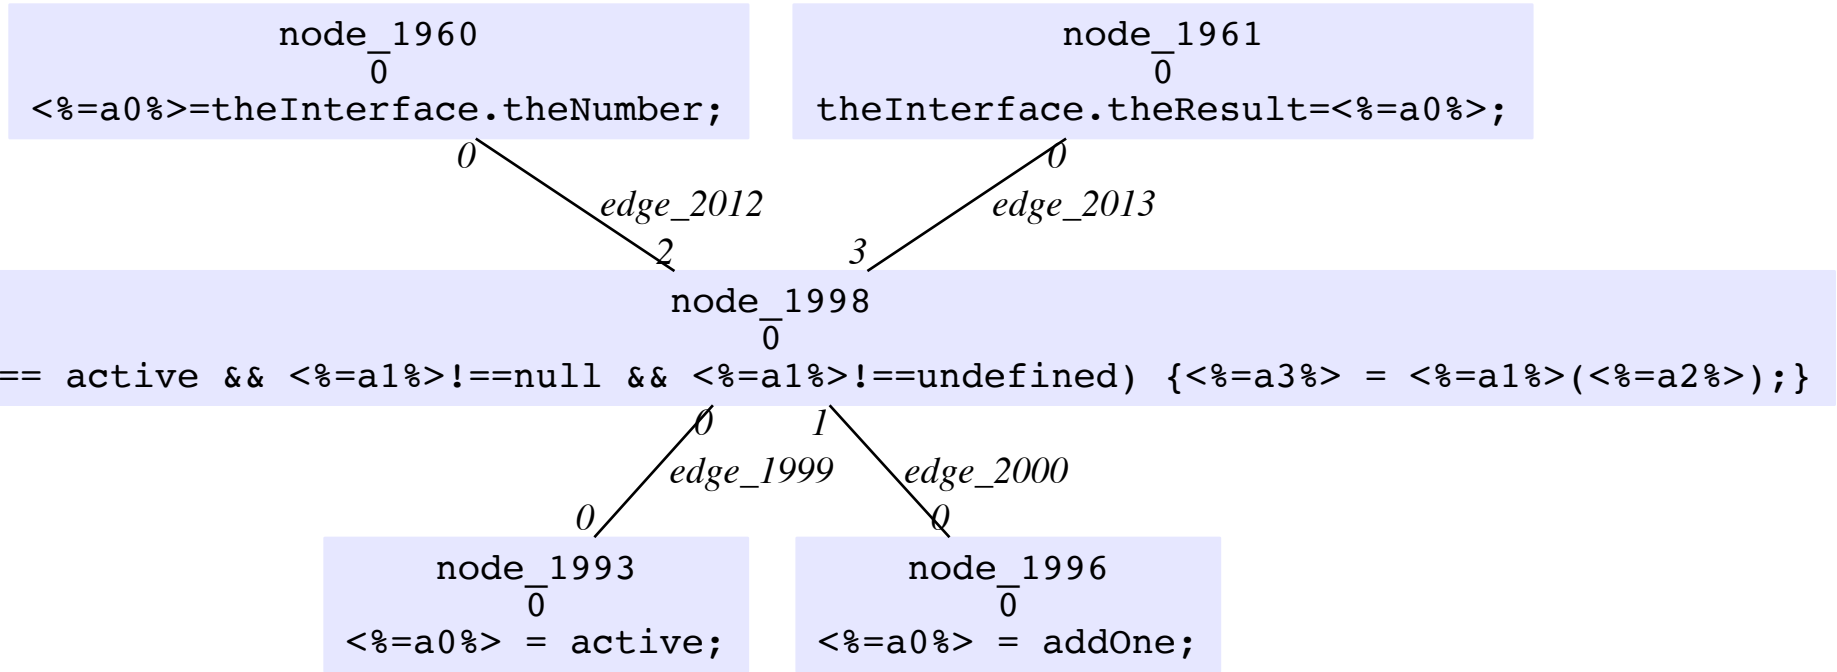 node_1960
0
<%=a0%>=theInterface.theNumber;
node_1961
0
theInterface.theResult=<%=a0%>;
0
0
edge_2012
edge_2013
2
3
node_1998
0
== active && <%=a1%>!==null && <%=a1%>!==undefined) {<%=a3%> = <%=a1%>(<%=a2%>);}
0
1
edge_1999
edge_2000
0
0
node_1993
0
<%=a0%> = active;
node_1996
0
<%=a0%> = addOne;